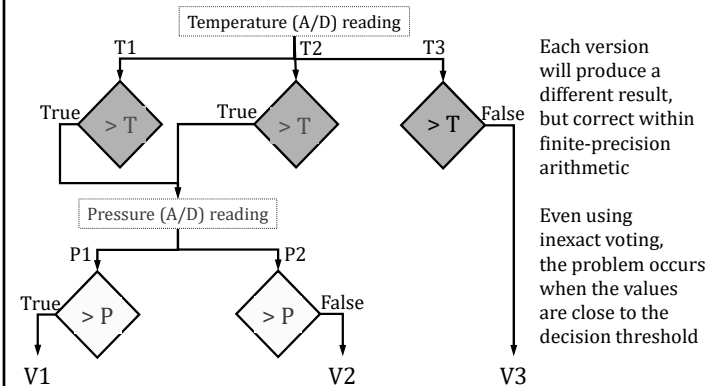 Temperature (A/D) reading
T1 T2 T3
Each version
will produce a
different result,
but correct within
finite-precision
arithmetic
True > T True > T > T False
Pressure (A/D) reading
Even using
inexact voting,
the problem occurs
when the values
are close to the
decision threshold
P1 P2
True > P > P False
V1 V2 V3